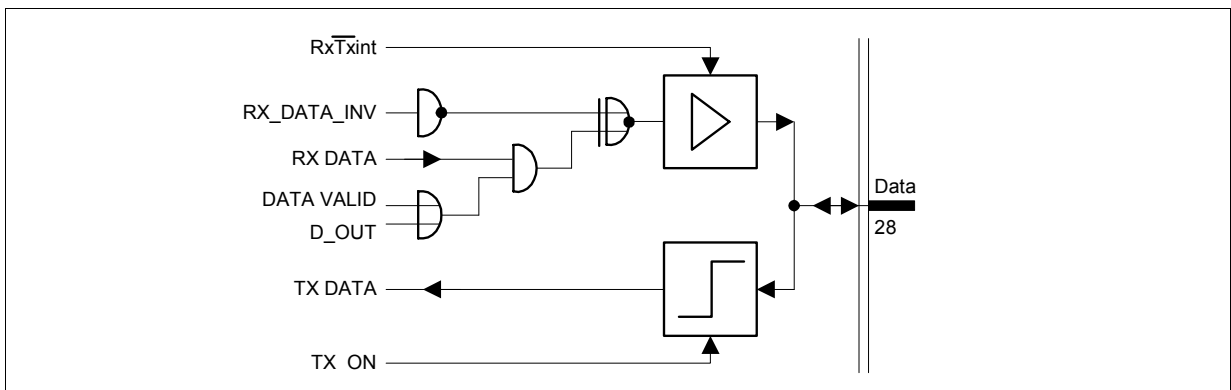 RxTxint
RX_DATA_INV
RX DATA
DATA VALID
D_OUT
Data
28
TX DATA
TX ON